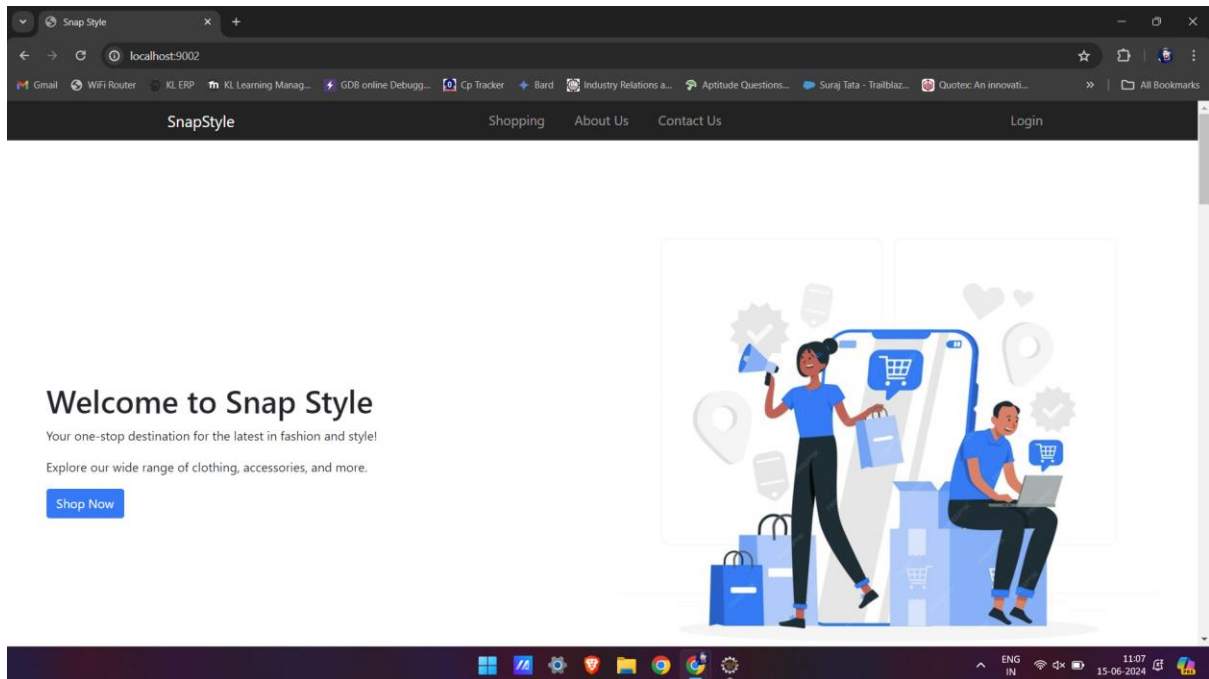 Snap Style
localhost:9002
Gmail WiFi Router KL ERP KL Learning Manag... GDB online Debugg... Cp Tracker Bard Industry Relations a... Aptitude Questions... Suraj Tata - Trailblaz... Quotex: An innovati... » All Bookmarks
SnapStyle Shopping About Us Contact Us Login
Welcome to Snap Style
Your one-stop destination for the latest in fashion and style!
Explore our wide range of clothing, accessories, and more.
Shop Now
ENG 11:07
IN 15-06-2024